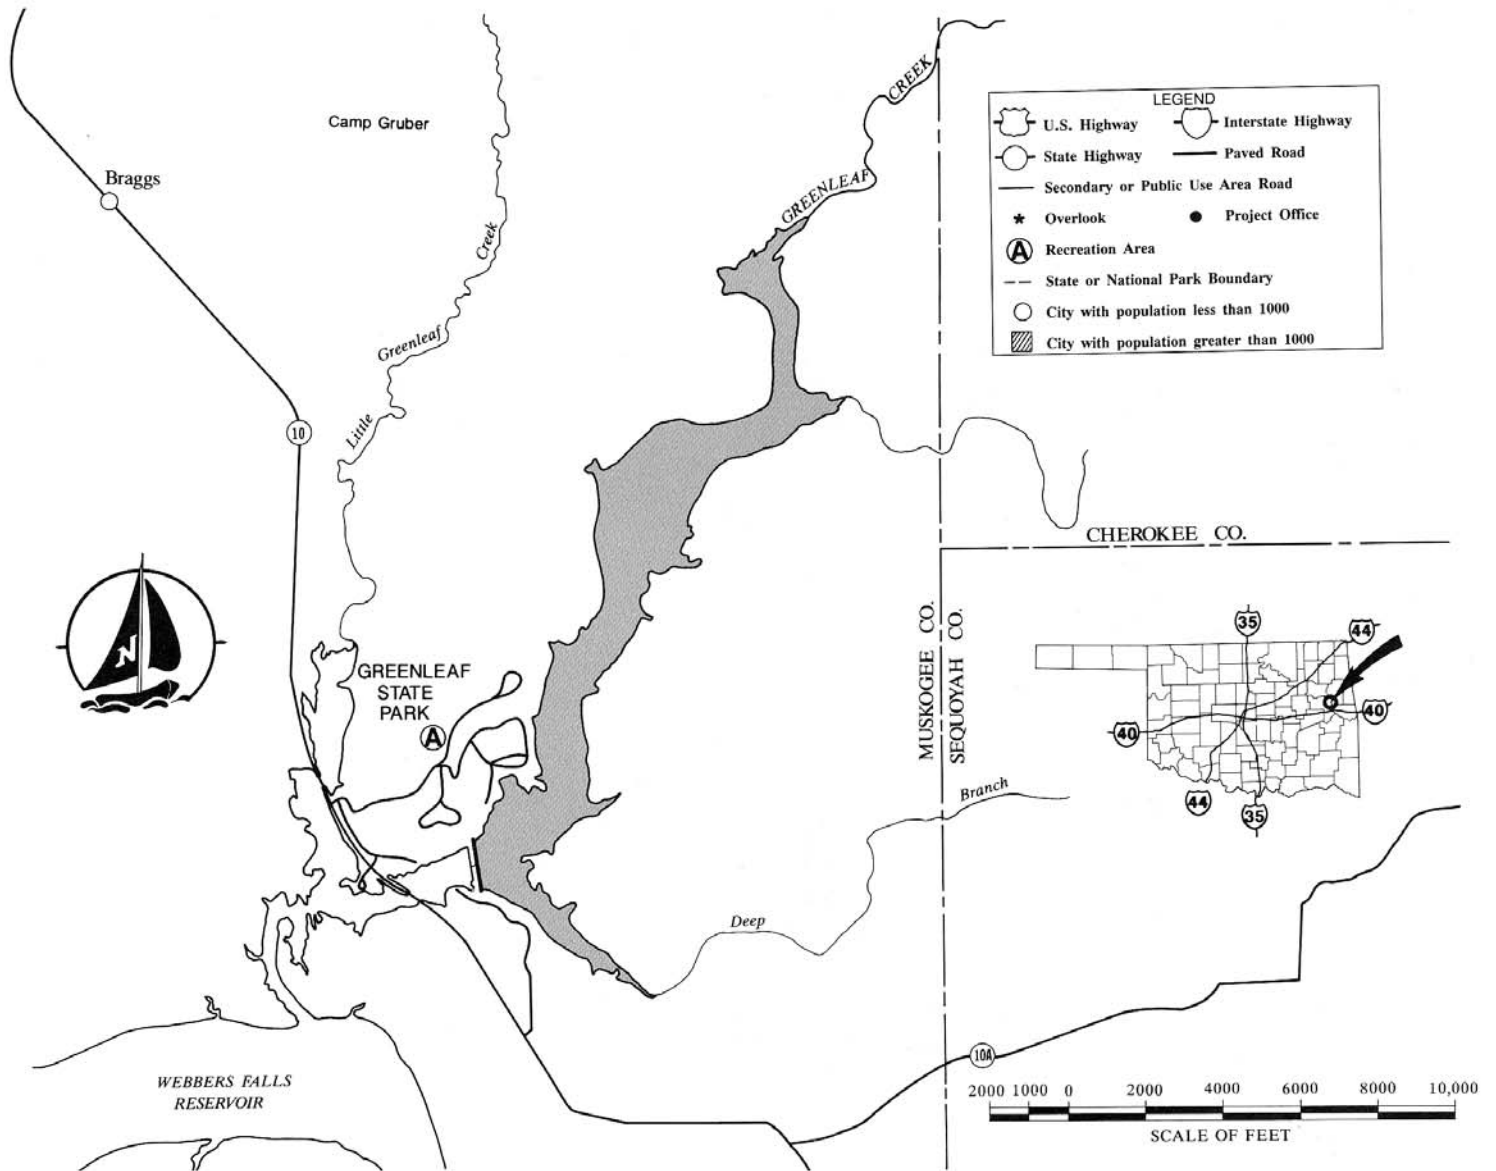 CREEK
GREENLEAF
Camp Gruber
Braggs
Creek
Greenleaf
Little
10
LEGEND
U.S. Highway
Interstate Highway
State Highway
Paved Road
Secondary or Public Use Area Road
* Overlook
Project Office
A Recreation Area
State or National Park Boundary
City with population less than 1000
City with population greater than 1000
CHEROKEE CO.
MUSKOGEE CO.
SEQUOYAH CO.
N
GREENLEAF
STATE
PARK
A
35
44
40
40
44
35
Branch
Deep
10A
WEBBERS FALLS
RESERVOIR
2000 1000 0 2000 4000 6000 8000 10,000
SCALE OF FEET